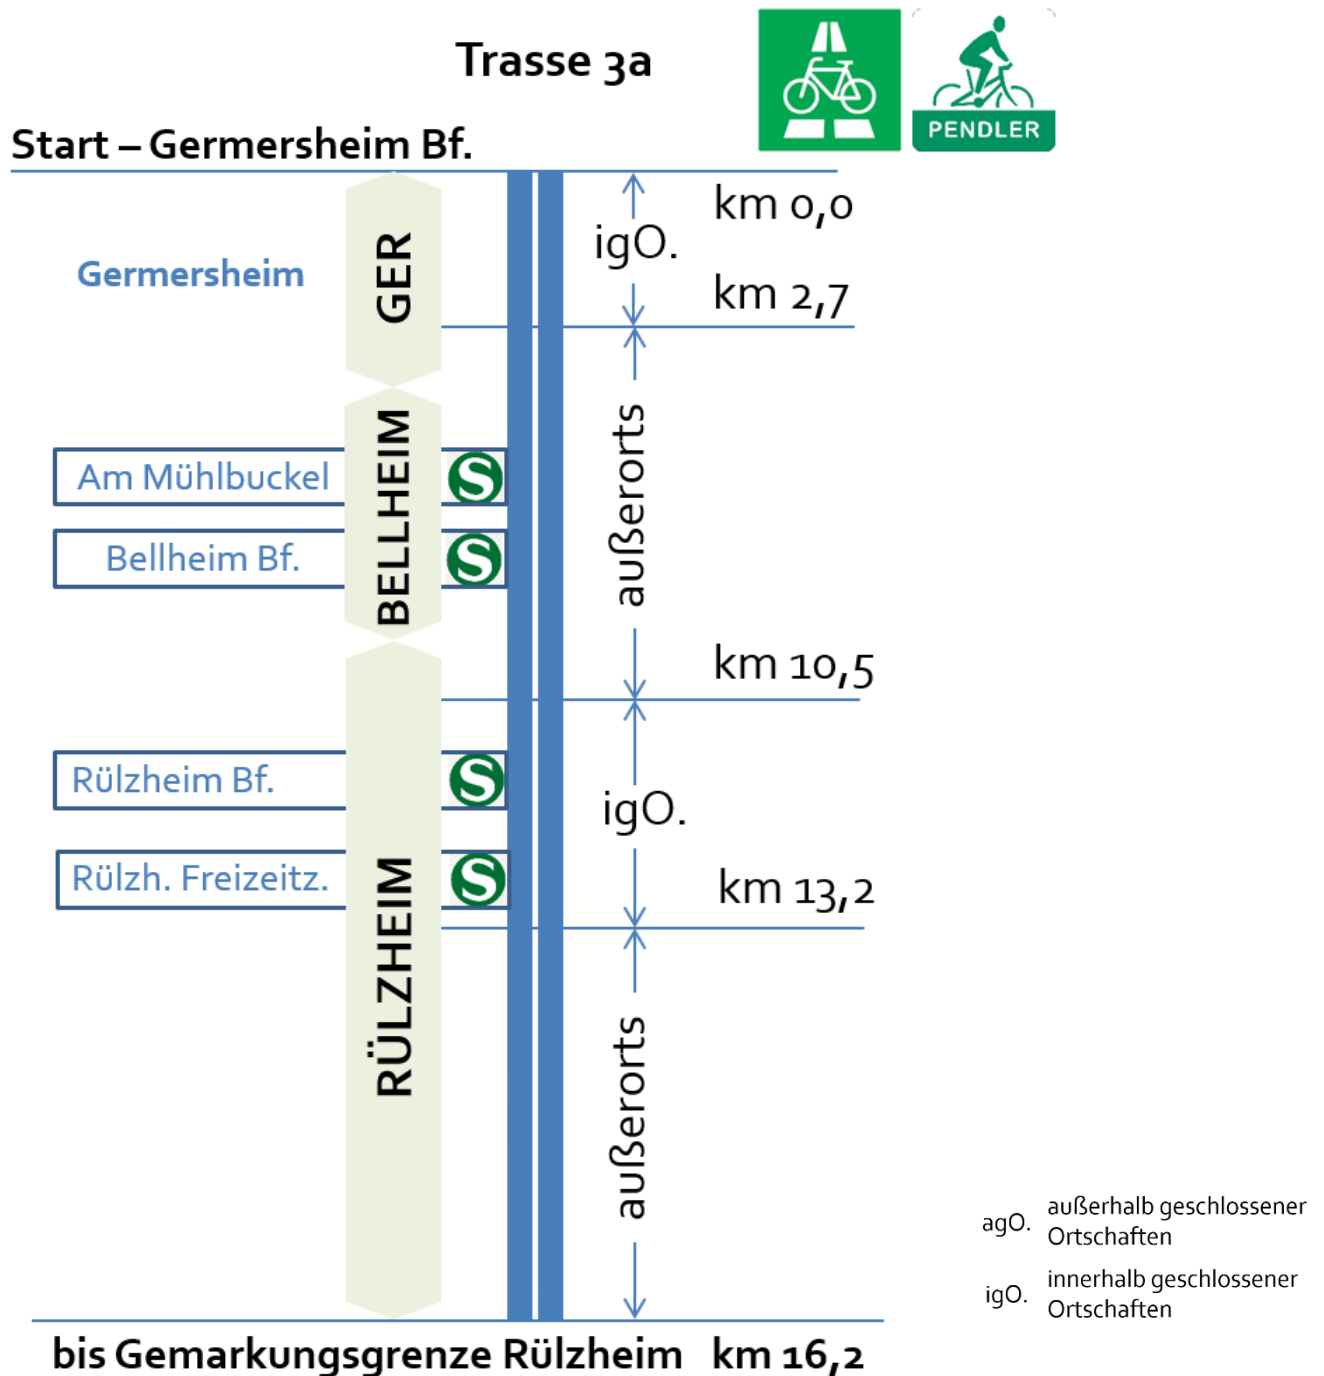 Trasse 3a
PENDLER
Start – Germersheim Bf.
km 0,0
igO.
GER
Germersheim
km 2,7
außerorts
BELLHEIM
Am Mühlbuckel
S
Bellheim Bf.
S
km 10,5
Rülzheim Bf.
S
igO.
Rülzh. Freizeitz.
S
km 13,2
RÜLZHEIM
außerorts
agO.
außerhalb geschlossener
Ortschaften
igO.
innerhalb geschlossener
Ortschaften
bis Gemarkungsgrenze Rülzheim km 16,2